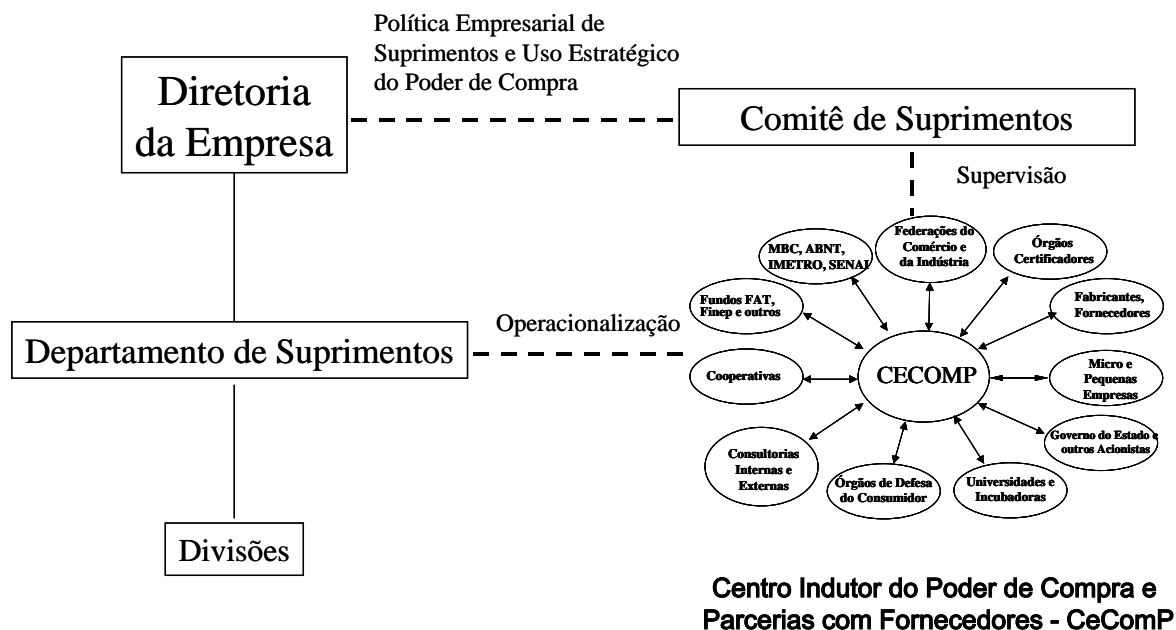 Política Empresarial de
Suprimentos e Uso Estratégico
do Poder de Compra
Diretoria
da Empresa
Comitê de Suprimentos
Supervisão
Federações do
Comércio e
da Indústria
MBC, ABNT,
IMETRO, SENAI
Órgãos
Certificadores
Fundos FAT,
Finep e outros
Fabricantes,
Fornecedores
Operacionalização
Departamento de Suprimentos
Cooperativas
CECOMP
Micro e
Pequenas
Empresas
Governo do Estado e
outros Acionistas
Consultorias
Internas e
Externas
Órgãos de Defesa
do Consumidor
Universidades e
Incubadoras
Divisões
Centro Indutor do Poder de Compra e
Parcerias com Fornecedores - CeComP